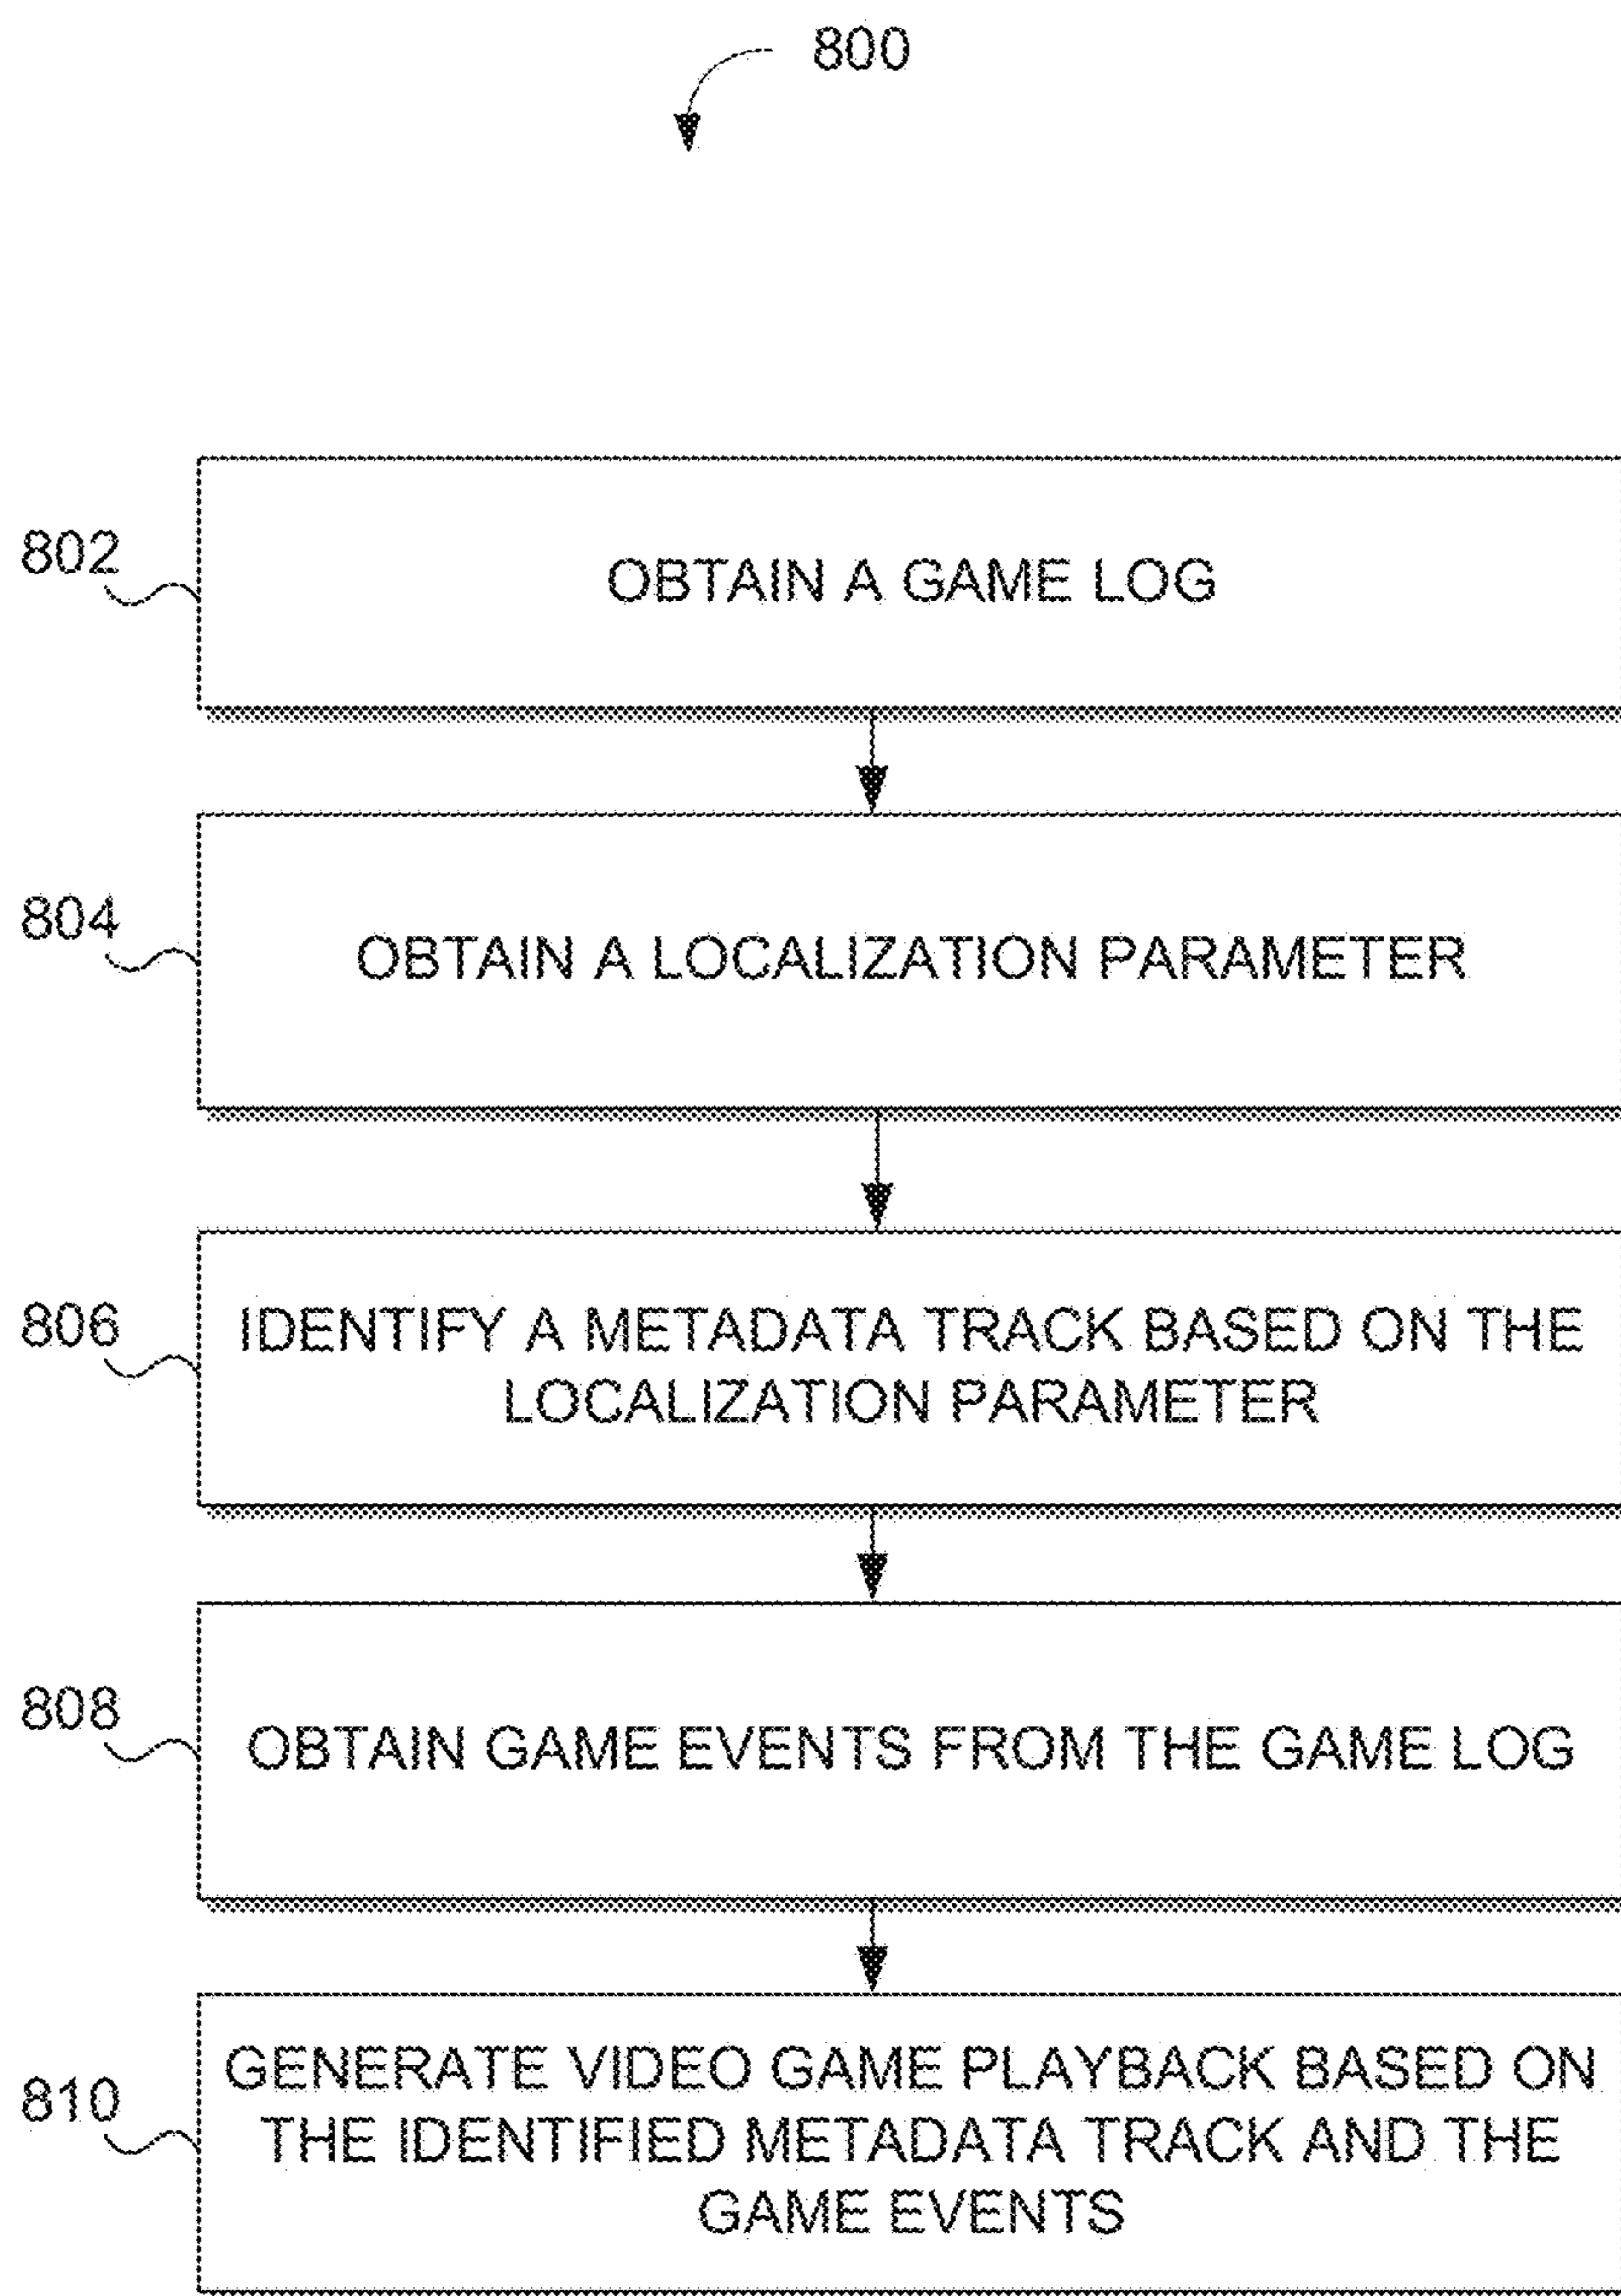 800
802
OBTAIN A GAME LOG
804
OBTAIN A LOCALIZATION PARAMETER
806
IDENTIFY A METADATA TRACK BASED ON THE
LOCALIZATION PARAMETER
808
OBTAIN GAME EVENTS FROM THE GAME LOG
810
GENERATE VIDEO GAME PLAYBACK BASED ON
THE IDENTIFIED METADATA TRACK AND THE
GAME EVENTS